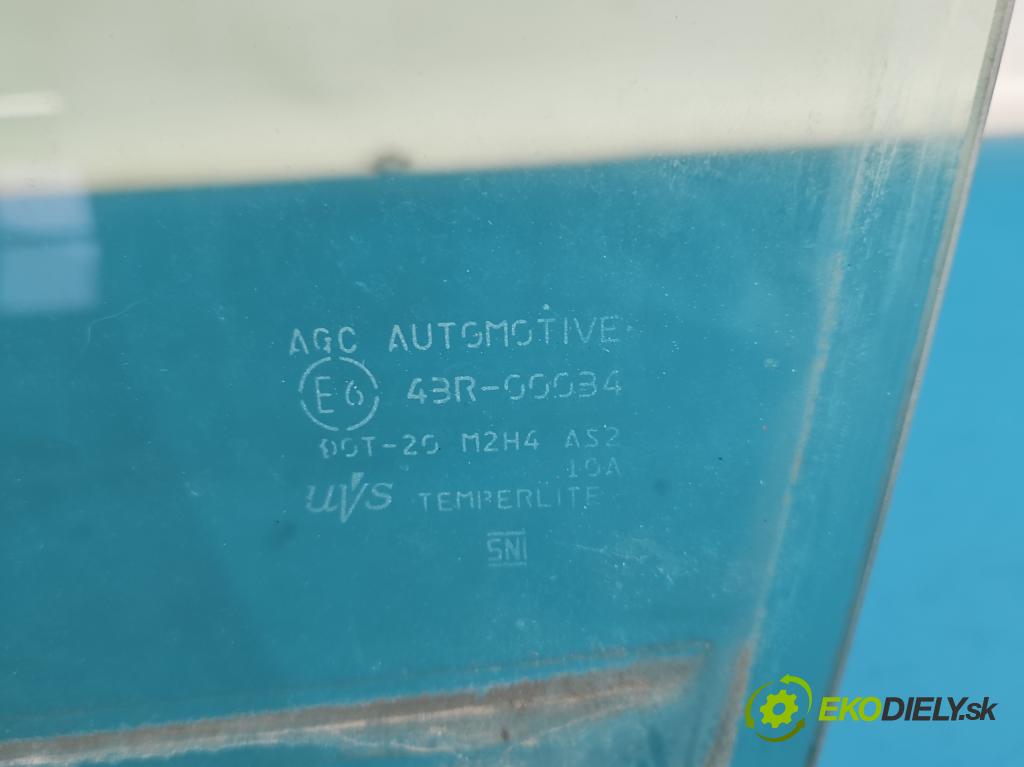 AGC AUTOMOTIVE
E6 43R-00034
DOT-20 M2H4 AS2
10A
UVS TEMPERLITE
SNI
EKODIELY.sk